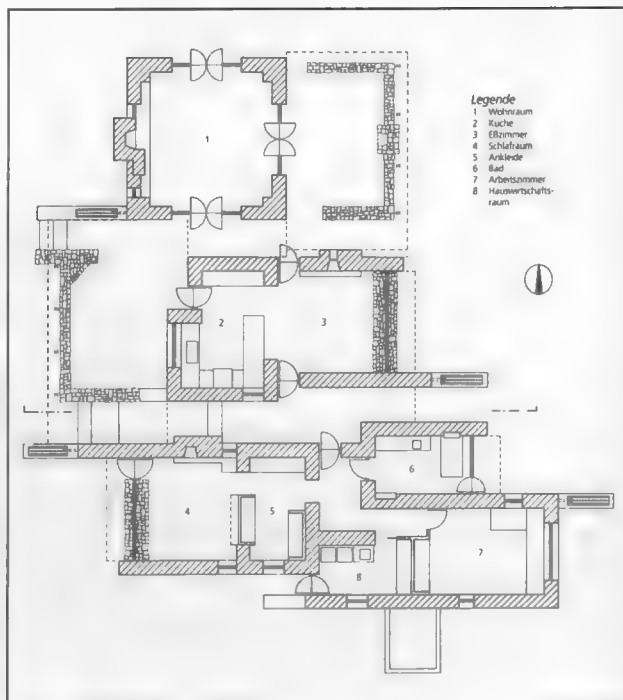 Legende
1 Wohnraum
2 Küche
3 Eßzimmer
4 Schlafraum
5 Ankleide
6 Bad
7 Arbeitszimmer
8 Hauswirtschafts-
raum
1
2
3
4
5
6
7
8